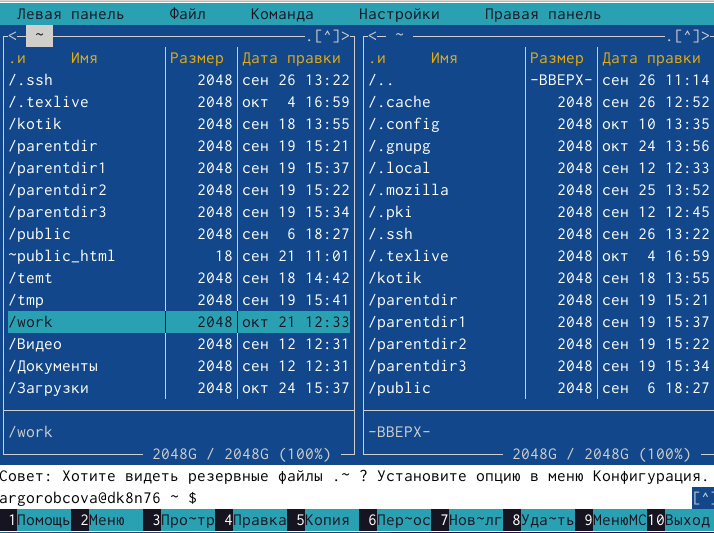 Левая панель Файл Команда Настройки Правая панель
<─ ~ .[^]> <─ ~ .[^]>
.и Имя Размер Дата правки .и Имя Размер Дата правки
/.ssh 2048 сен 26 13:22 /.. -ВВЕРХ- сен 26 11:14
/.texlive 2048 окт 4 16:59 /.cache 2048 сен 26 12:52
/kotik 2048 сен 18 13:55 /.config 2048 окт 10 13:35
/parentdir 2048 сен 19 15:21 /.gnupg 2048 окт 24 13:56
/parentdir1 2048 сен 19 15:37 /.local 2048 сен 12 12:33
/parentdir2 2048 сен 19 15:22 /.mozilla 2048 сен 25 13:52
/parentdir3 2048 сен 19 15:34 /.pki 2048 сен 12 12:45
/public 2048 сен 6 18:27 /.ssh 2048 сен 26 13:22
~public_html 18 сен 21 11:01 /.texlive 2048 окт 4 16:59
/temt 2048 сен 18 14:42 /kotik 2048 сен 18 13:55
/tmp 2048 сен 19 15:41 /parentdir 2048 сен 19 15:21
/work 2048 окт 21 12:33 /parentdir1 2048 сен 19 15:37
/Видео 2048 сен 12 12:31 /parentdir2 2048 сен 19 15:22
/Документы 2048 сен 12 12:31 /parentdir3 2048 сен 19 15:34
/Загрузки 2048 окт 24 15:37 /public 2048 сен 6 18:27
/work -ВВЕРХ-
2048G / 2048G (100%) 2048G / 2048G (100%)
Совет: Хотите видеть резервные файлы .~ ? Установите опцию в меню Конфигурация.
argorobcova@dk8n76 ~ $ [^]
1Помощь 2Меню 3Про~тр 4Правка 5Копия 6Пер~ос 7Нов~лг 8Уда~ть 9МенюMC 10Выход